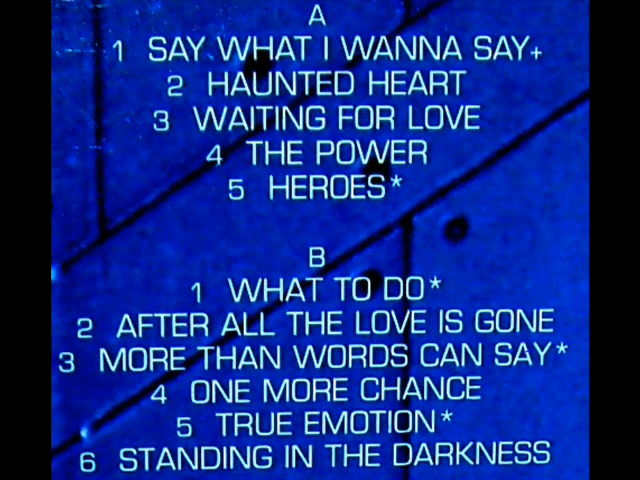 A
1 SAY WHAT I WANNA SAY+
2 HAUNTED HEART
3 WAITING FOR LOVE
4 THE POWER
5 HEROES*
B
1 WHAT TO DO*
2 AFTER ALL THE LOVE IS GONE
3 MORE THAN WORDS CAN SAY*
4 ONE MORE CHANCE
5 TRUE EMOTION*
6 STANDING IN THE DARKNESS